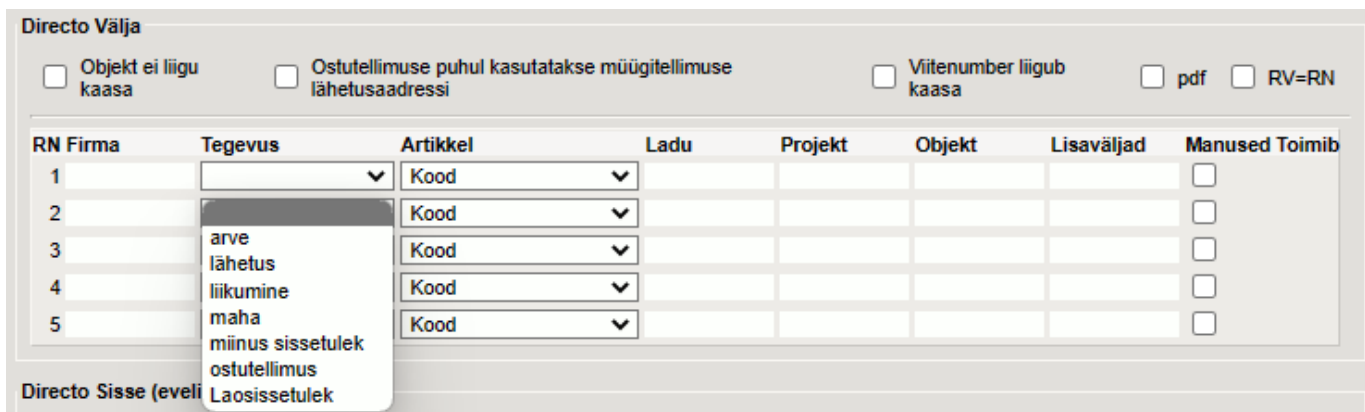 Directo Välja
Objekt ei liigu kaasa
Ostutellimuse puhul kasutatakse müügitellimuse lähetusaadressi
Viitenumber liigub kaasa
pdf
RV=RN
RN Firma Tegevus Artikkel Ladu Projekt Objekt Lisaväljad Manused Toimib
1 Kood
2 Kood
3 Kood
4 Kood
5 Kood
arve
lähetus
liikumine
maha
miinus sissetulek
ostutellimus
Laosissetulek
Directo Sisse (eveli